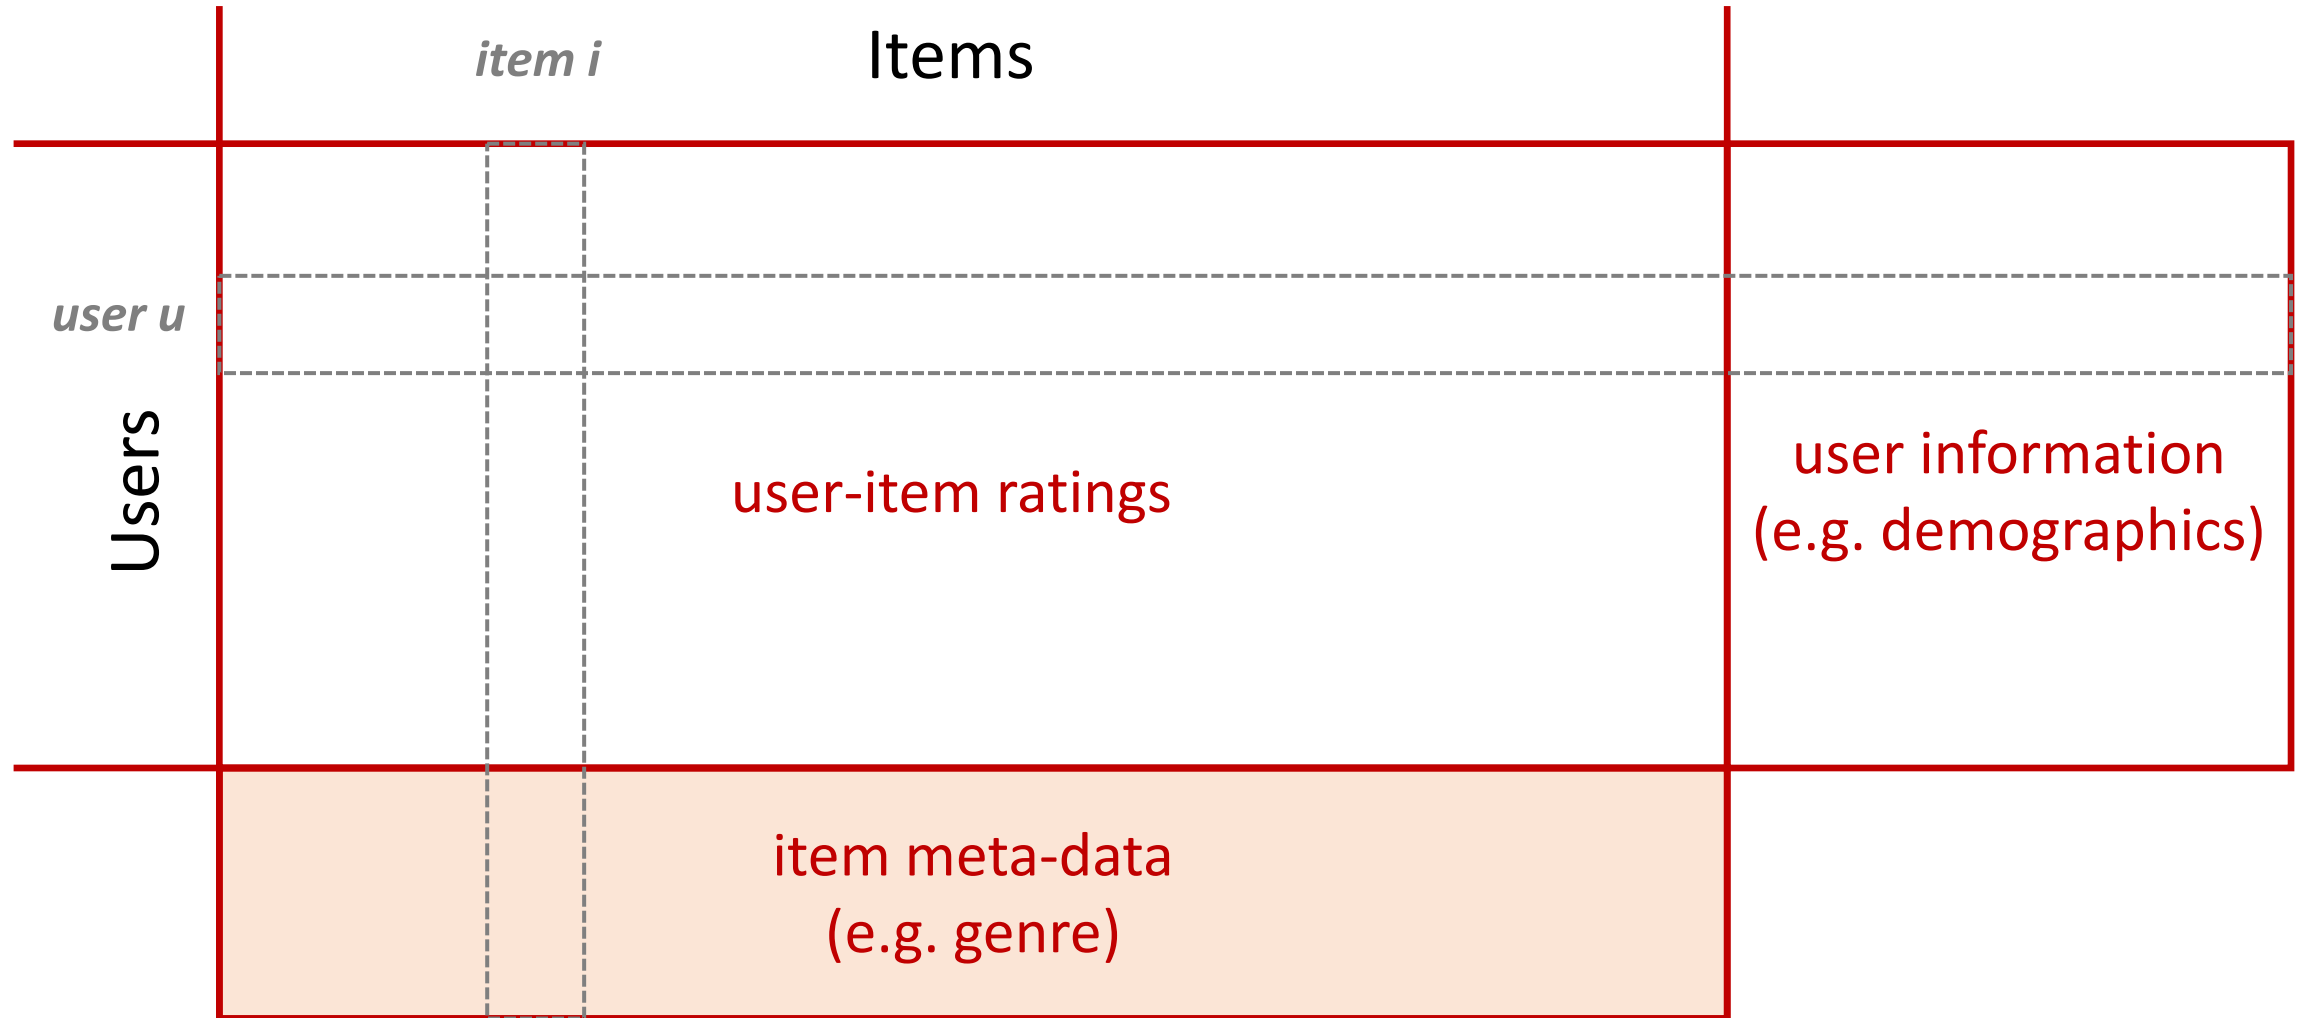 item i
Items
user u
Users
user-item ratings
user information
(e.g. demographics)
item meta-data
(e.g. genre)